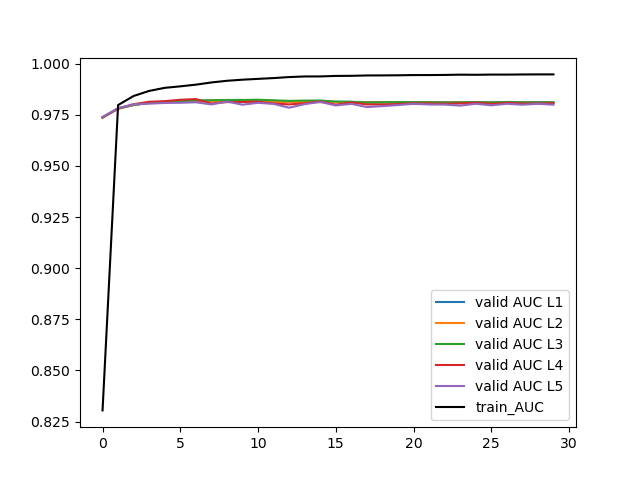 1.000
0.975
0.950
0.925
0.900
0.875
0.850
0.825
0 5 10 15 20 25 30
valid AUC L1
valid AUC L2
valid AUC L3
valid AUC L4
valid AUC L5
train_AUC